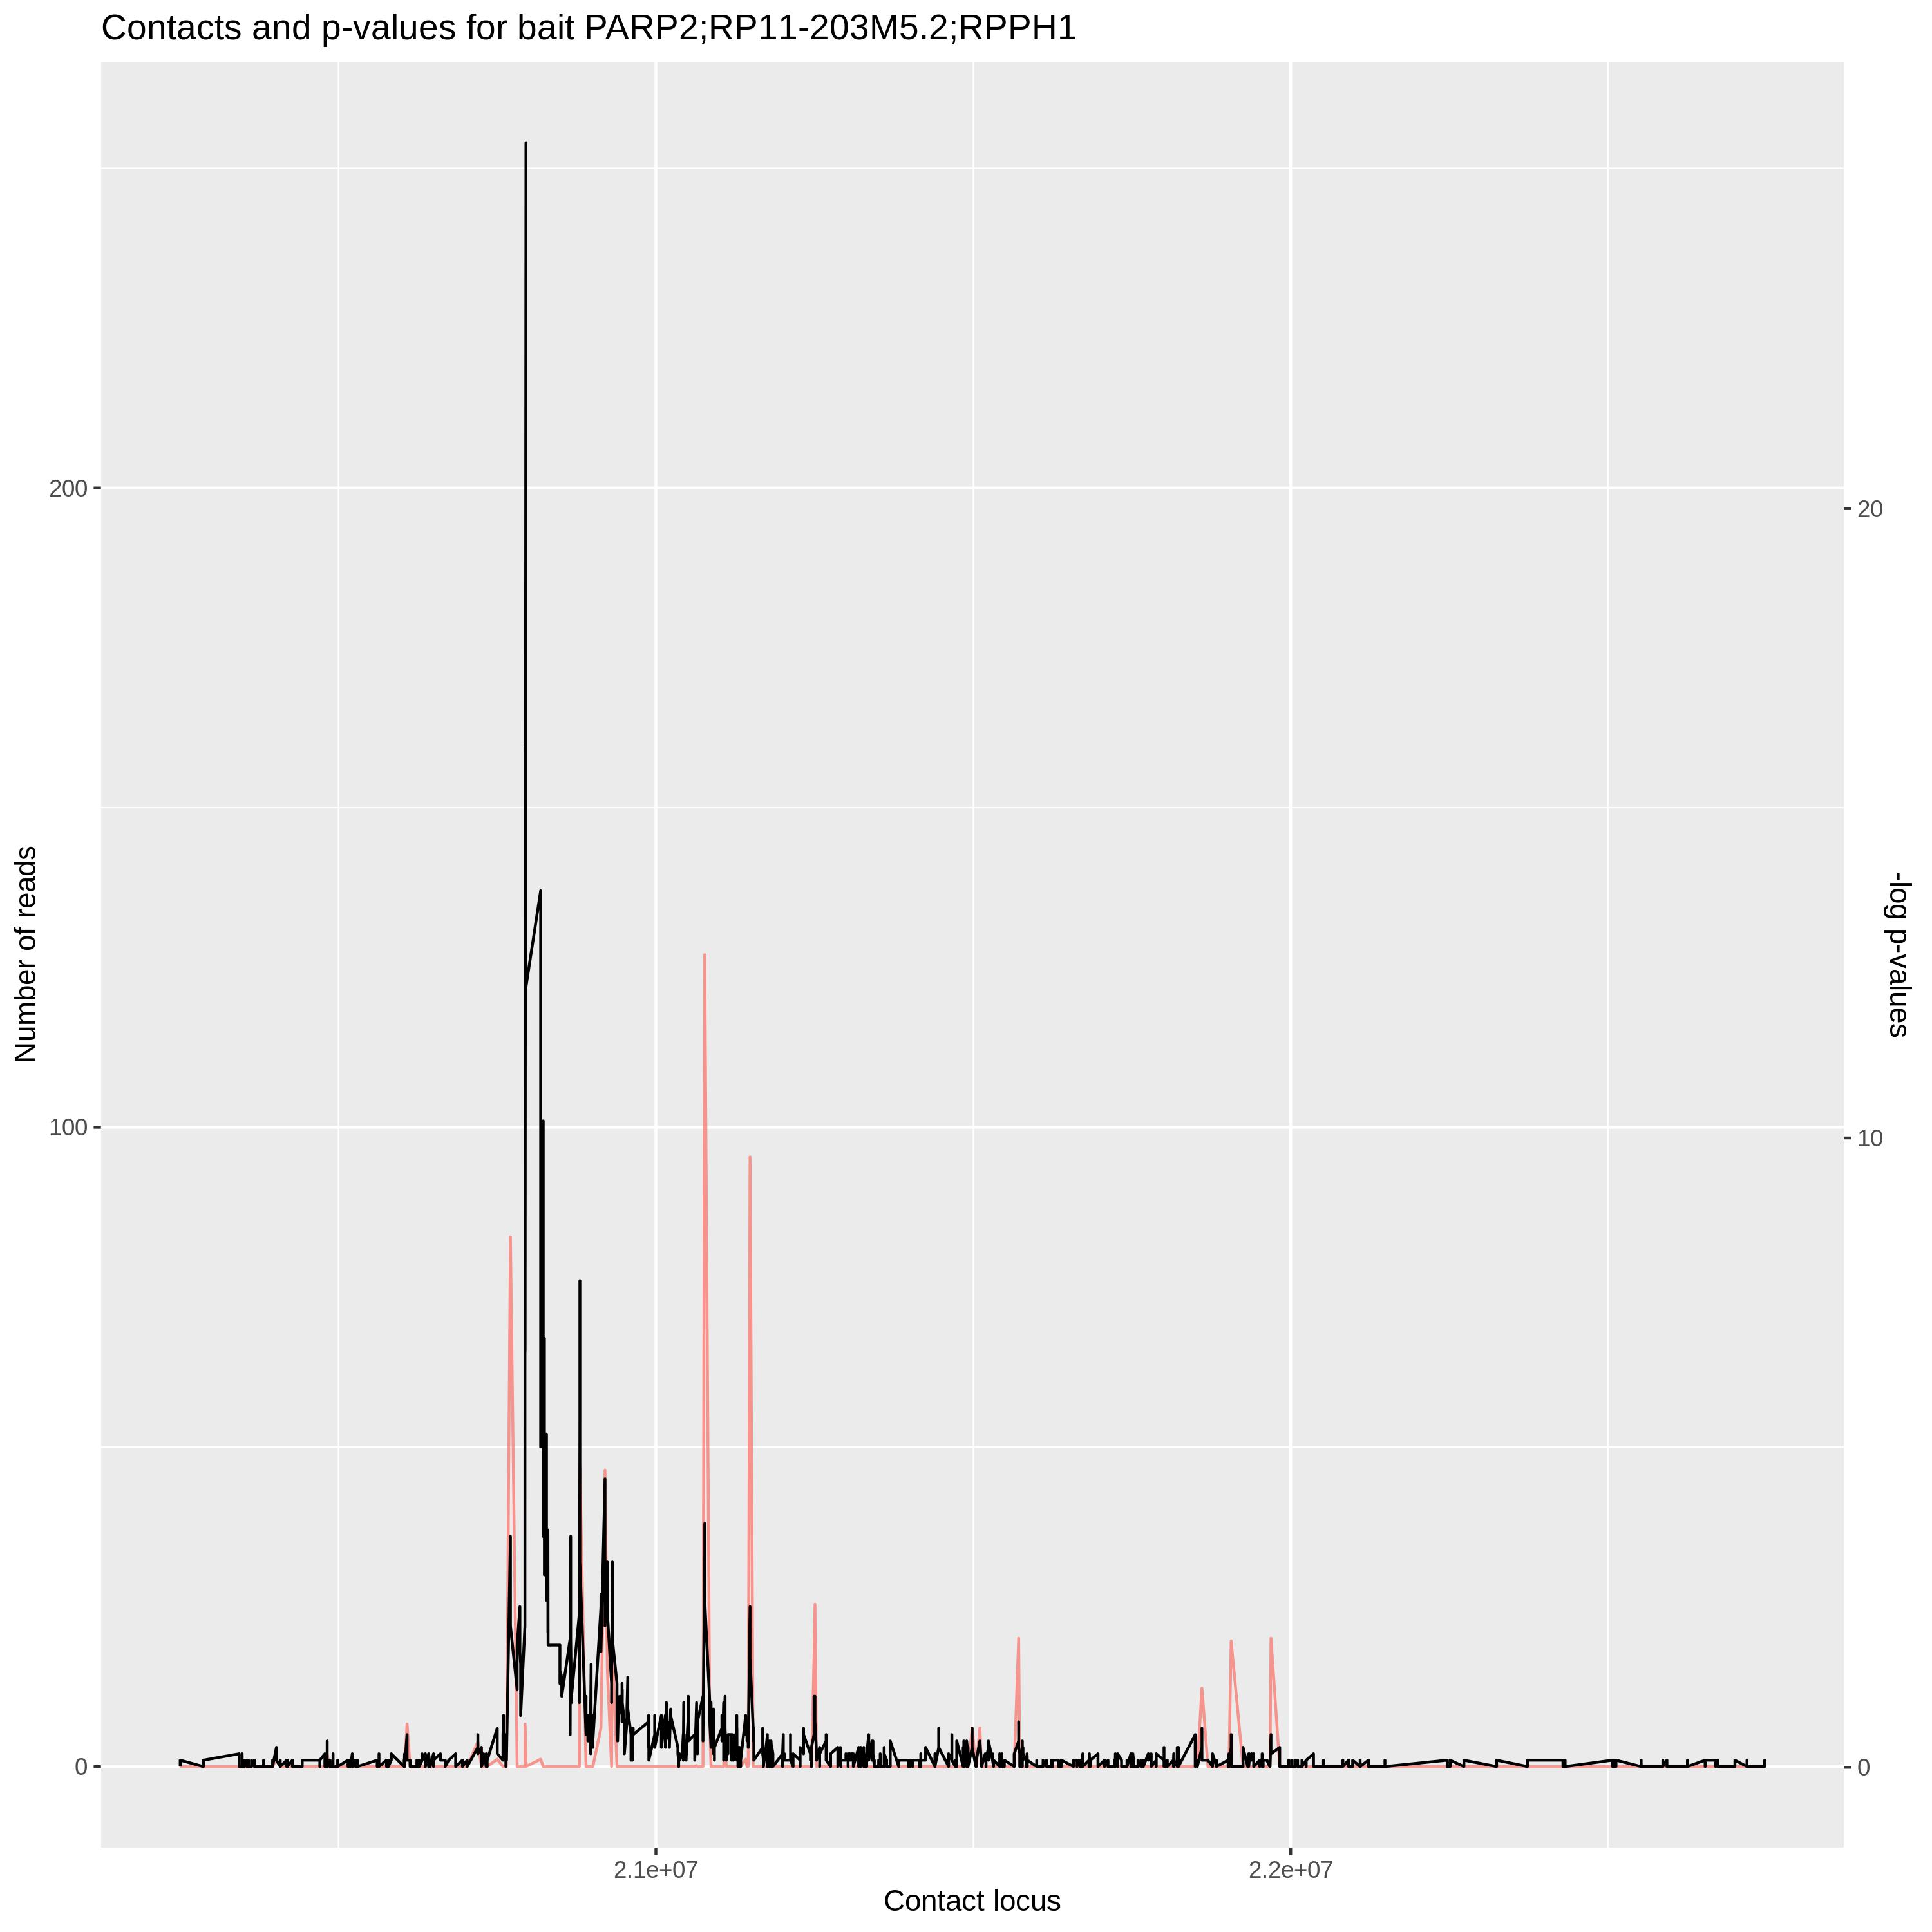 Contacts and p-values for bait PARP2;RP11-203M5.2;RPPH1
Number of reads
200
100
0
20
10
0
-log p-values
2.1e+07
2.2e+07
Contact locus